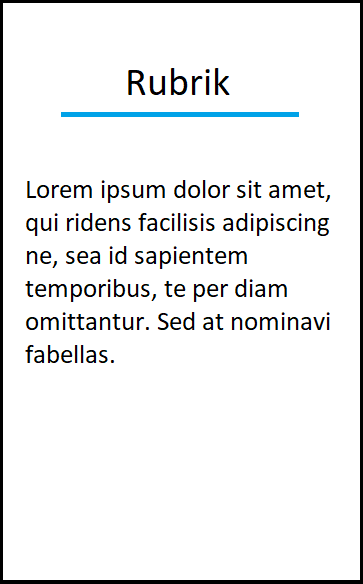 Rubrik
Lorem ipsum dolor sit amet,
qui ridens facilisis adipiscing
ne, sea id sapientem
temporibus, te per diam
omittantur. Sed at nominavi
fabellas.